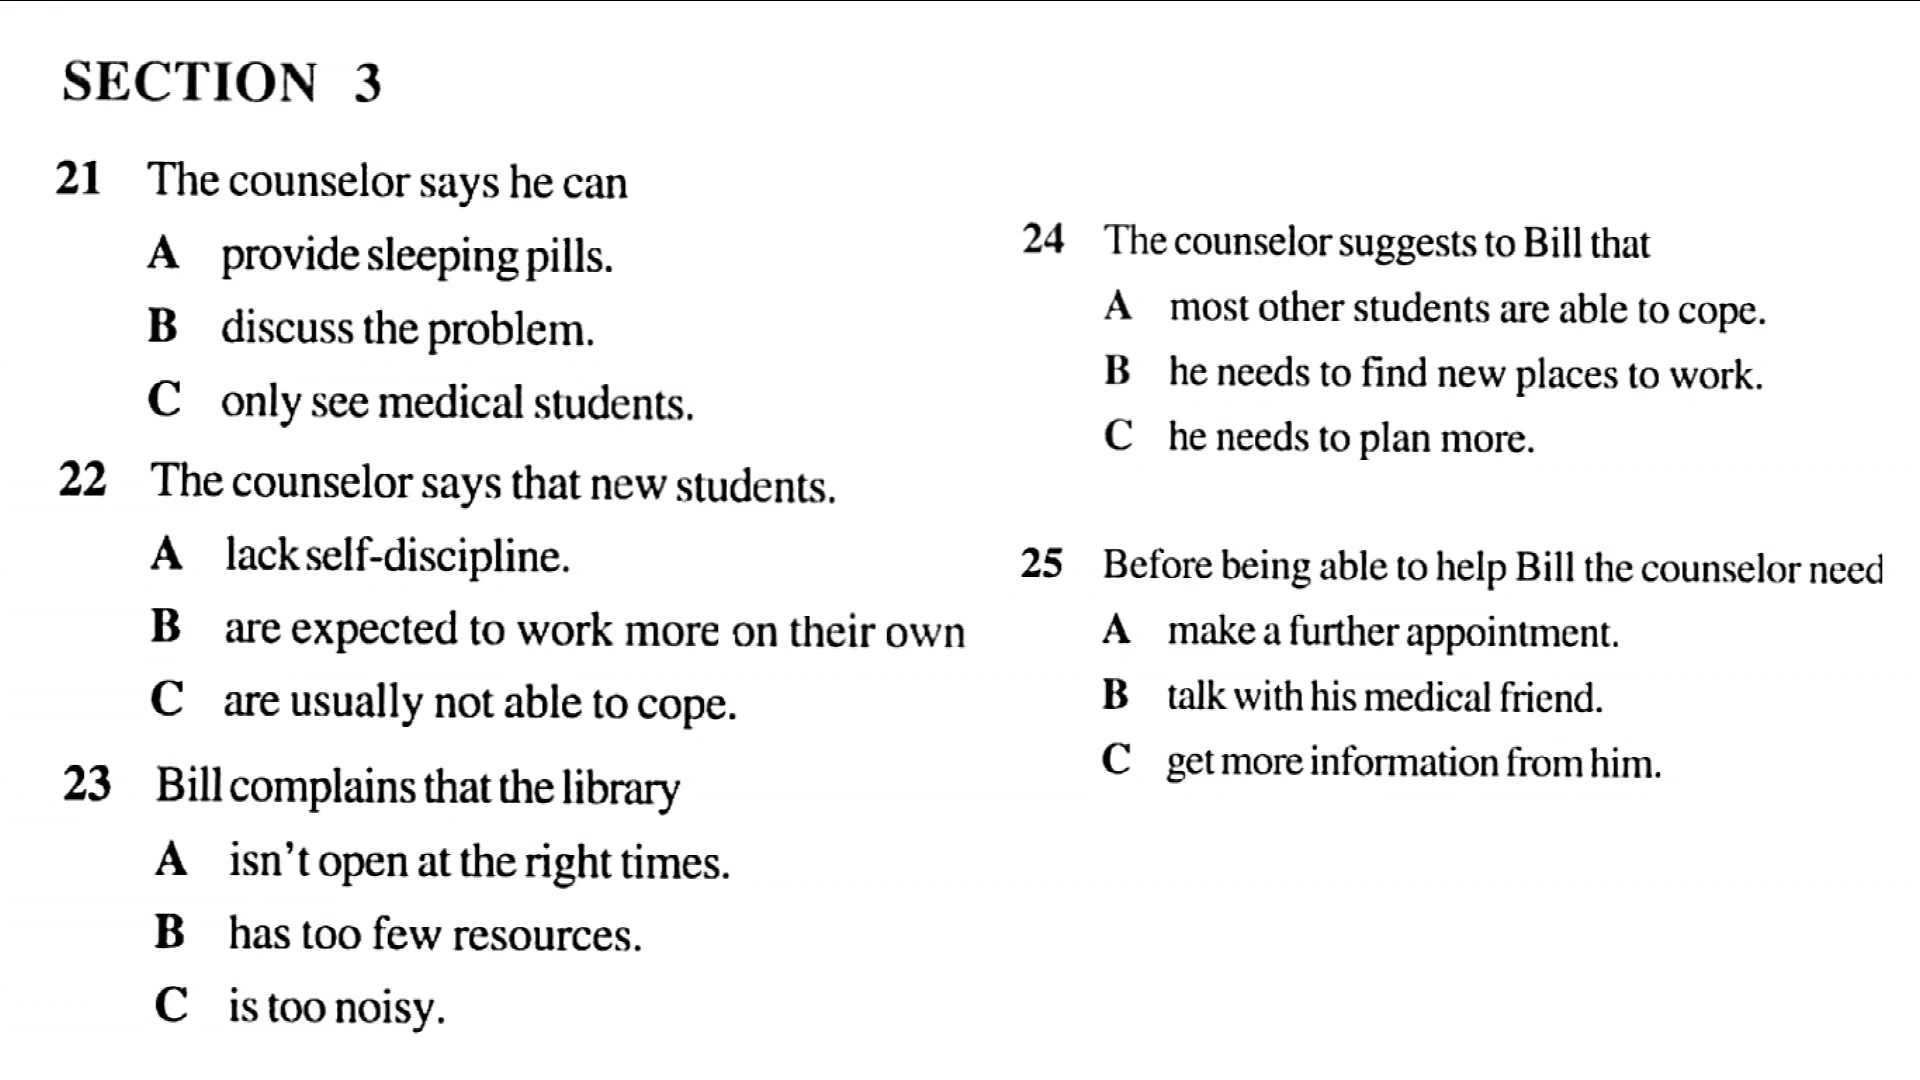 SECTION 3
21 The counselor says he can
A provide sleeping pills.
B discuss the problem.
C only see medical students.
22 The counselor says that new students.
A lack self-discipline.
B are expected to work more on their own
C are usually not able to cope.
23 Bill complains that the library
A isn't open at the right times.
B has too few resources.
C is too noisy.
24 The counselor suggests to Bill that
A most other students are able to cope.
B he needs to find new places to work.
C he needs to plan more.
25 Before being able to help Bill the counselor need
A make a further appointment.
B talk with his medical friend.
C get more information from him.